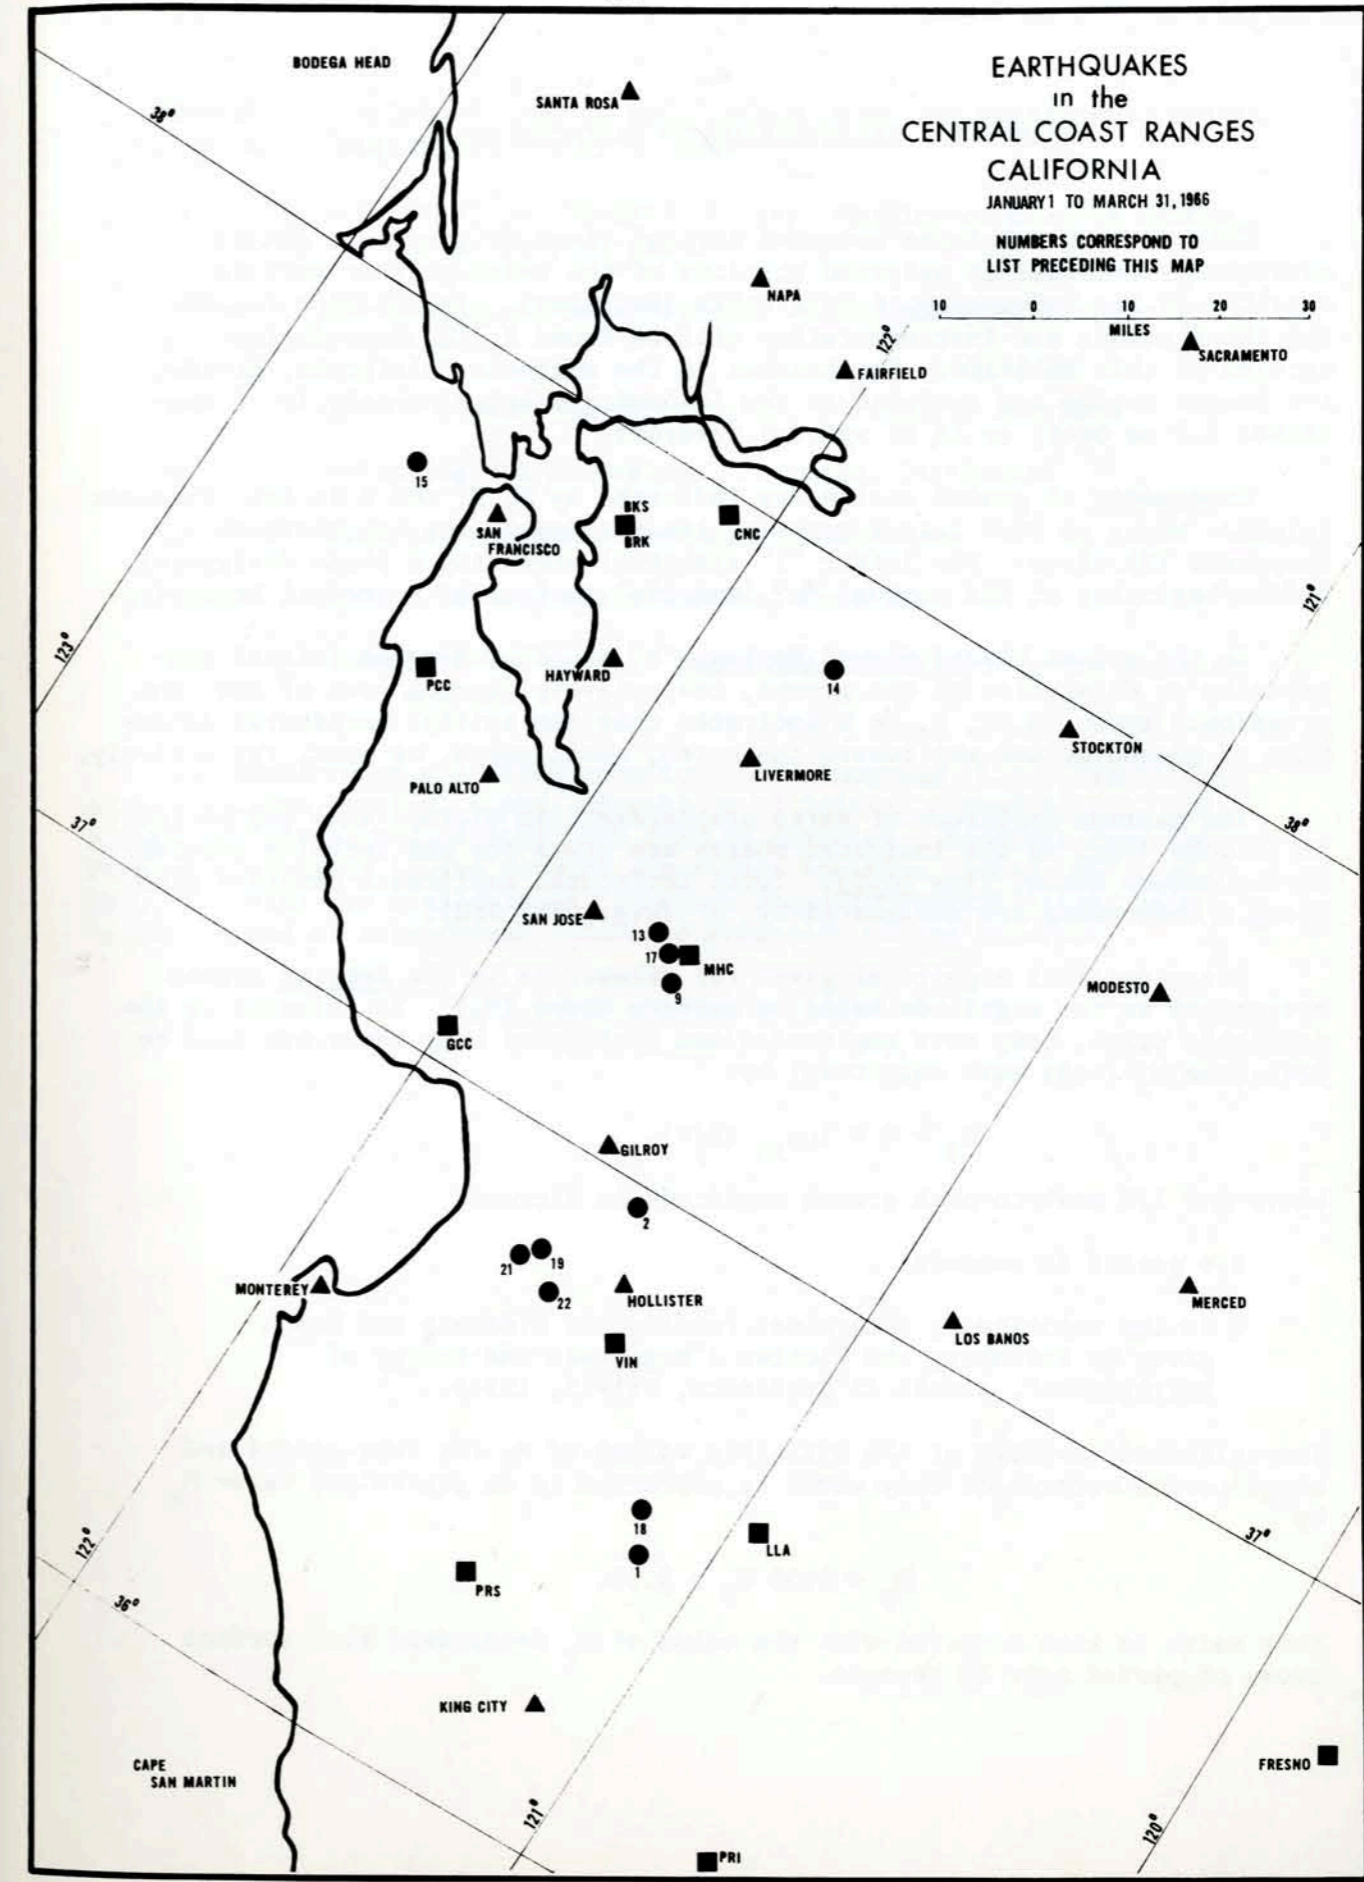 BODEGA HEAD
EARTHQUAKES
in the
CENTRAL COAST RANGES
CALIFORNIA
JANUARY 1 TO MARCH 31, 1966
NUMBERS CORRESPOND TO
LIST PRECEDING THIS MAP
10 0 10 20 30
MILES
SANTA ROSA
38°
NAPA
122°
SACRAMENTO
FAIRFIELD
15
SAN
FRANCISCO
BKS
BRK
CNC
121°
123°
PCC
HAYWARD
14
STOCKTON
LIVERMORE
PALO ALTO
37°
38°
SAN JOSE
13
17
MHC
9
MODESTO
GCC
GILROY
2
21
19
22
MONTEREY
HOLLISTER
MERCED
LOS BANOS
VIN
18
1
LLA
37°
122°
PRS
36°
KING CITY
CAPE
SAN MARTIN
FRESNO
121°
120°
PRI